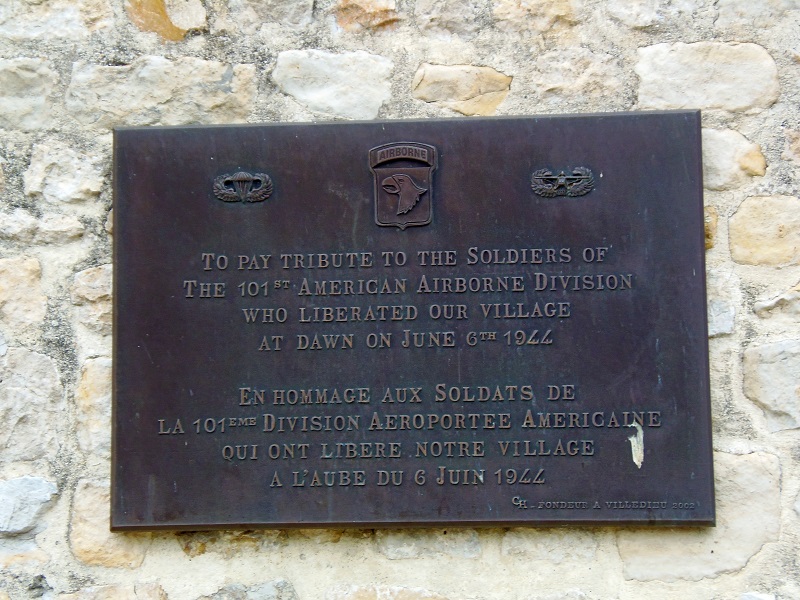 AIRBORNE
TO PAY TRIBUTE TO THE SOLDIERS OF
THE 101ST AMERICAN AIRBORNE DIVISION
WHO LIBERATED OUR VILLAGE
AT DAWN ON JUNE 6TH 1944
EN HOMMAGE AUX SOLDATS DE
LA 101EME DIVISION AEROPORTEE AMERICAINE
QUI ONT LIBERE NOTRE VILLAGE
A L'AUBE DU 6 JUIN 1944
CH - FONDEUR A VILLEDIEU 2002